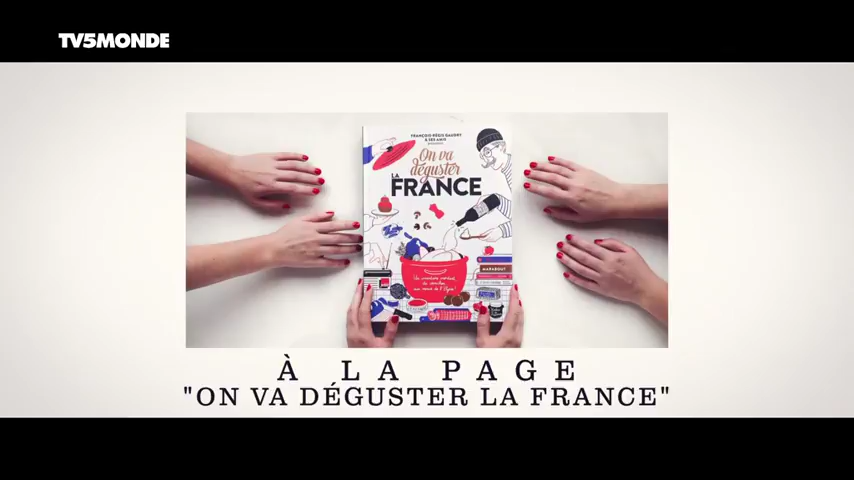 TV5MONDE
FRANÇOIS-RÉGIS GAUDRY
& SES AMIS
On va
déguster
LA
FRANCE
MARABOUT
À LA PAGE
"ON VA DÉGUSTER LA FRANCE"